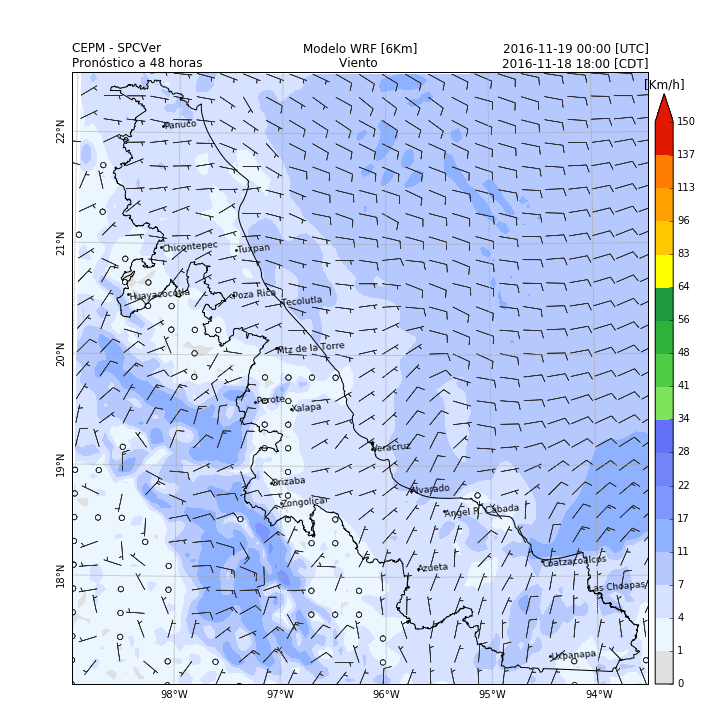 CEPM - SPCVer
Modelo WRF [6Km]
2016-11-19 00:00 [UTC]
Pronóstico a 48 horas
Viento
2016-11-18 18:00 [CDT]
[Km/h]
150
137
113
96
83
64
56
48
41
34
28
22
17
11
7
4
1
0
22°N
21°N
20°N
19°N
18°N
98°W
97°W
96°W
95°W
94°W
Panuco
Chicontepec
Tuxpan
Huayacocotla
Poza Rica
Tecolutla
Mtz de la Torre
Perote
Xalapa
Veracruz
Orizaba
Alvarado
Zongolica
Angel R. Cabada
Azueta
Coatzacoalcos
Las Choapas
Uxpanapa